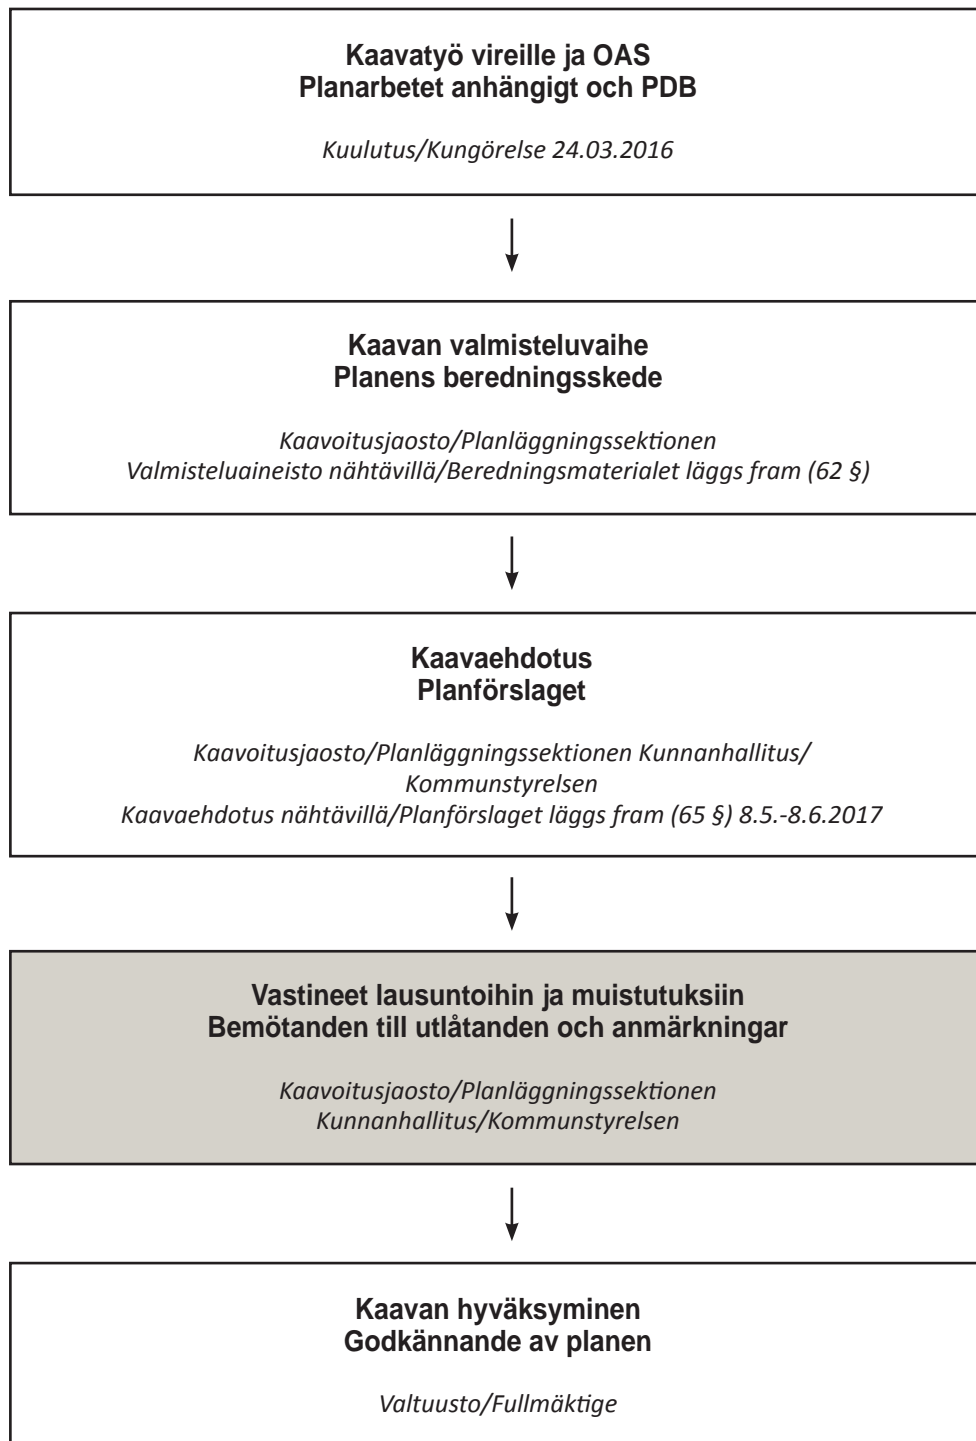 Kaavatyö vireille ja OAS
Planarbetet anhängigt och PDB
Kuulutus/Kungörelse 24.03.2016
Kaavan valmisteluvaihe
Planens beredningsskede
Kaavoitusjaosto/Planläggningssektionen
Valmisteluaineisto nähtävillä/Beredningsmaterialet läggs fram (62 §)
Kaavaehdotus
Planförslaget
Kaavoitusjaosto/Planläggningssektionen Kunnanhallitus/
Kommunstyrelsen
Kaavaehdotus nähtävillä/Planförslaget läggs fram (65 §) 8.5.-8.6.2017
Vastineet lausuntoihin ja muistutuksiin
Bemötanden till utlåtanden och anmärkningar
Kaavoitusjaosto/Planläggningssektionen
Kunnanhallitus/Kommunstyrelsen
Kaavan hyväksyminen
Godkännande av planen
Valtuusto/Fullmäktige